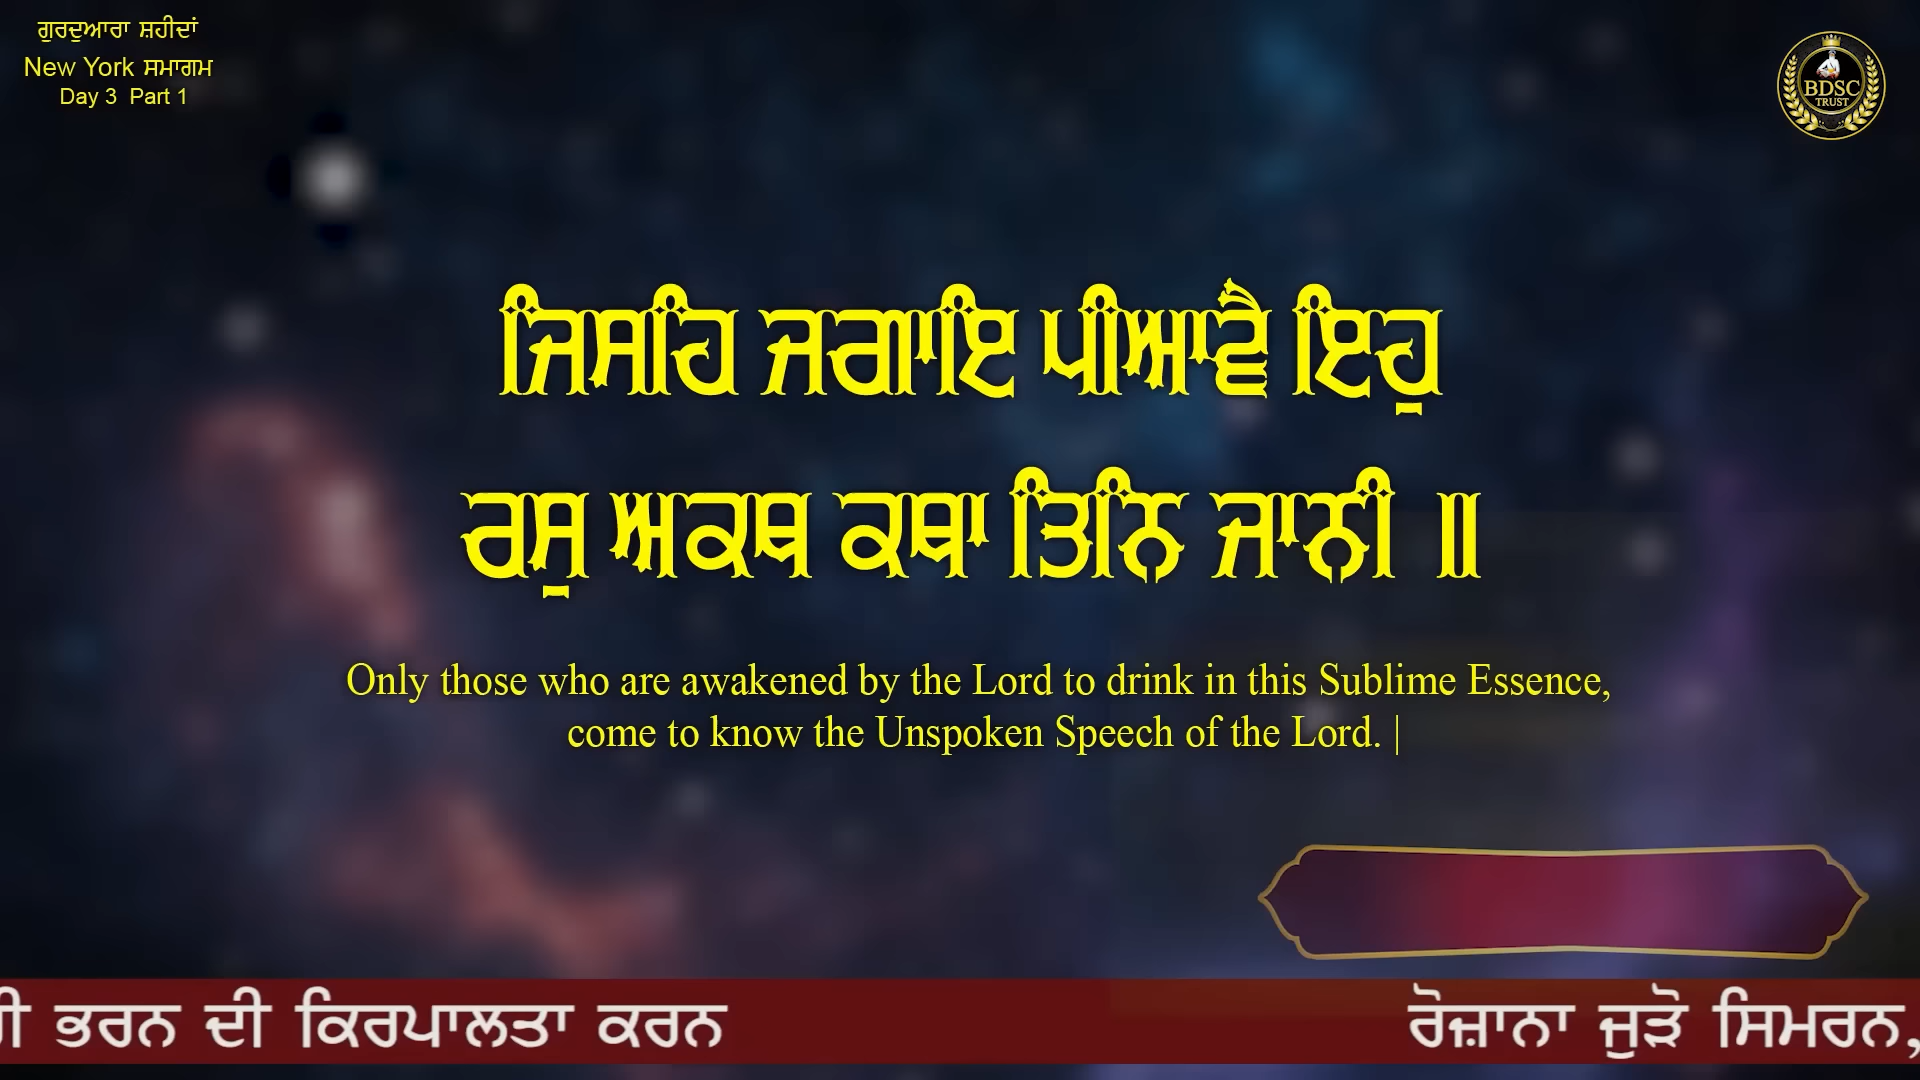 ਗੁਰਦੁਆਰਾ ਸ਼ਹੀਦਾਂ
New York ਸਮਾਗਮ
Day 3 Part 1
BDSC
TRUST
ਜਿਸਹਿ ਜਗਾਇ ਪੀਆਵੈ ਇਹੁ
ਰਸੁ ਅਕਥ ਕਥਾ ਤਿਨਿ ਜਾਨੀ ॥
Only those who are awakened by the Lord to drink in this Sublime Essence,
come to know the Unspoken Speech of the Lord. |
ਭਰਨ ਦੀ ਕਿਰਪਾਲਤਾ ਕਰਨ ਰੋਜ਼ਾਨਾ ਜੁੜੋ ਸਿਮਰਨ,